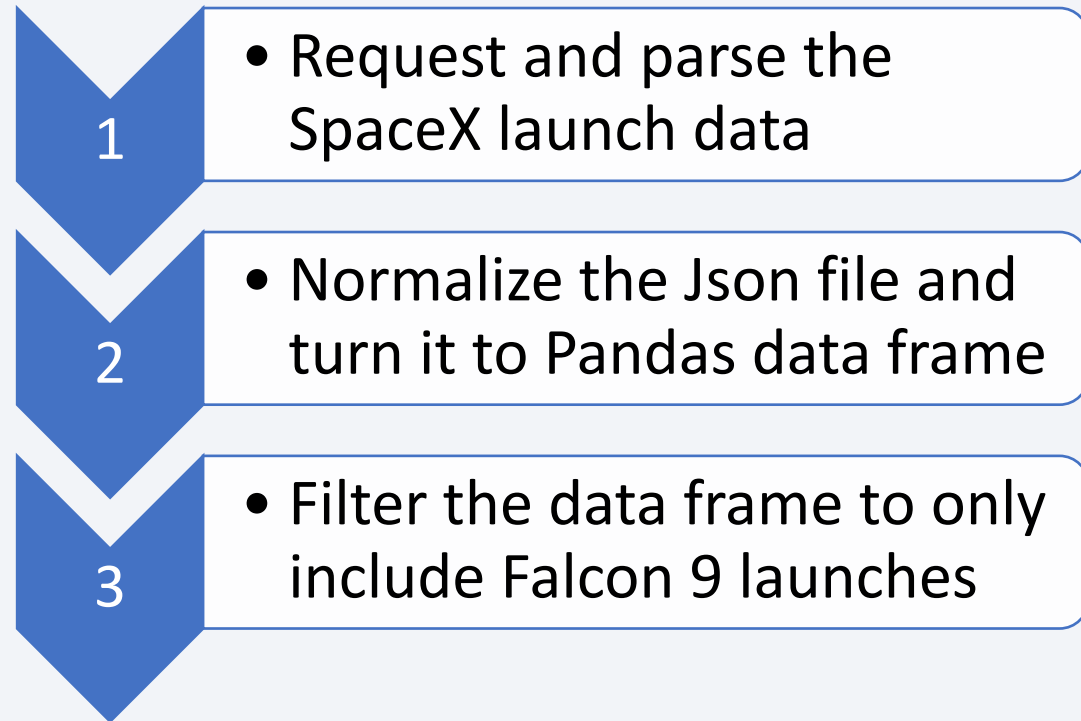 1
• Request and parse the
SpaceX launch data
2
• Normalize the Json file and
turn it to Pandas data frame
3
• Filter the data frame to only
include Falcon 9 launches